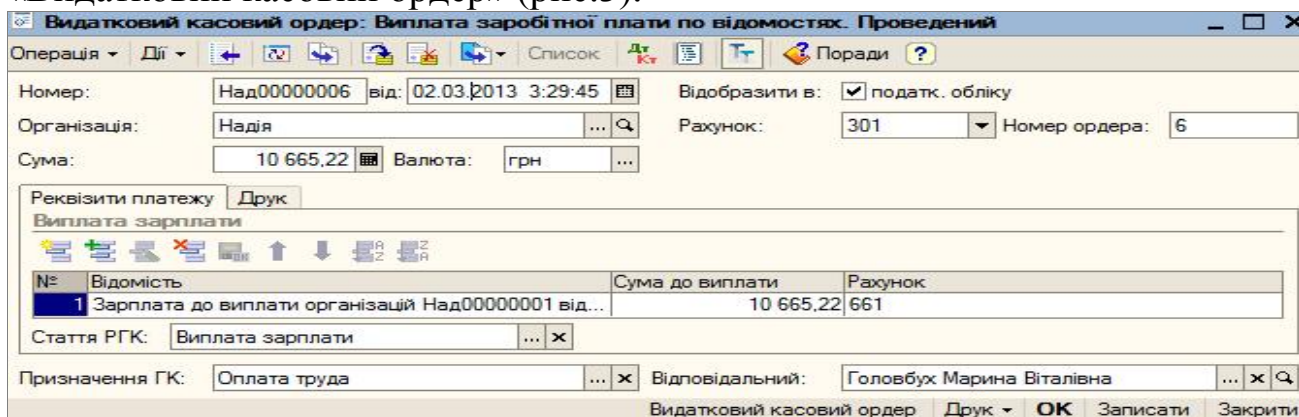 «Видатковий касовий ордер» (рис.5).
Видатковий касовий ордер: Виплата заробітної плати по відомостях. Проведений
Операція Дії Список Дт Кт Тт Поради ?
Номер: Над00000006 від: 02.03.2013 3:29:45 Відобразити в: податк. обліку
Організація: Надія ... Рахунок: 301 Номер ордера: 6
Сума: 10 665,22 Валюта: грн ...
Реквізити платежу Друк
Виплата зарплати
№ Відомість Сума до виплати Рахунок
1 Зарплата до виплати організацій Над00000001 від... 10 665,22 661
Стаття РГК: Виплата зарплати ... x
Призначення ГК: Оплата труда ... x Відповідальний: Головбух Марина Віталівна ... x
Видатковий касовий ордер Друк OK Записати Закрити